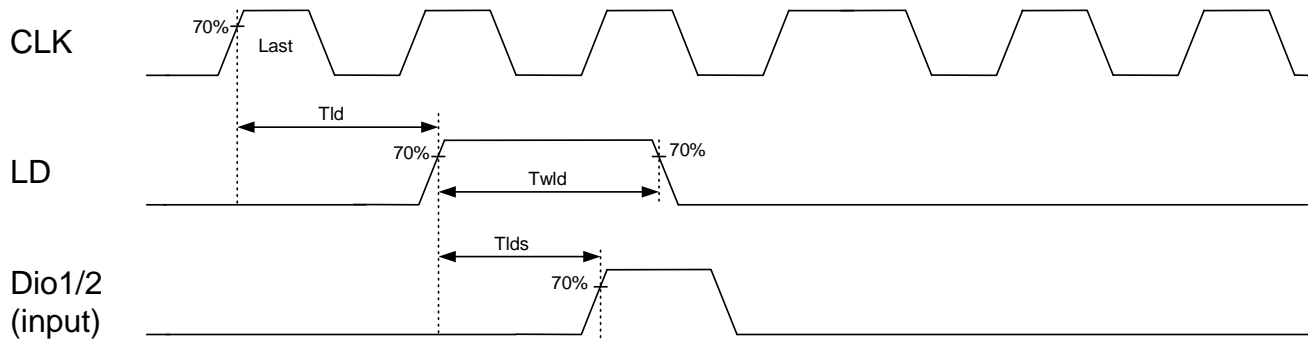 CLK
70%
Last
Tld
LD
70%
70%
Twld
Tlds
Dio1/2
(input)
70%